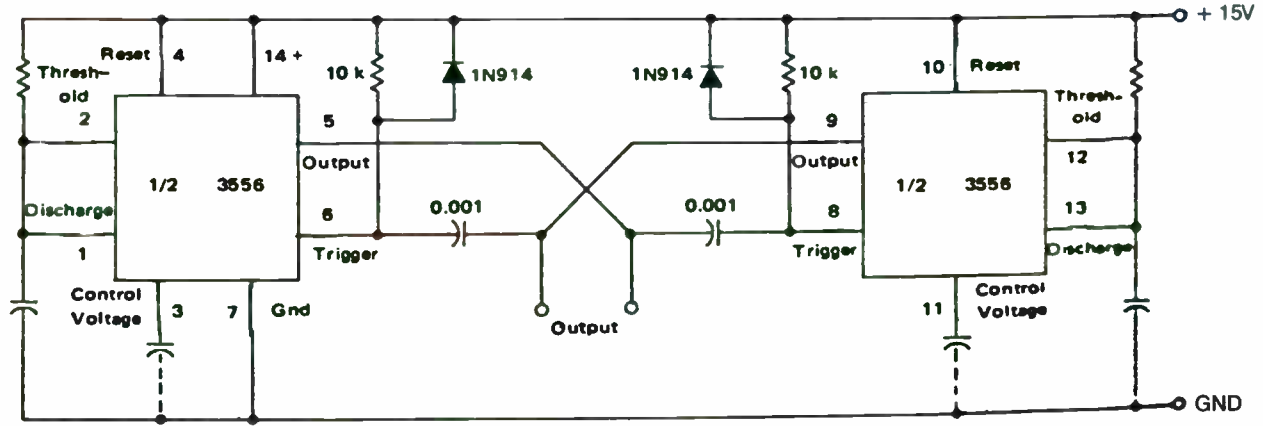 + 15V
Reset 4
14 +
10 k
1N914
1N914
10 k
10 Reset
Thresh-
old
2
5
Output
9
Output
Thresh-
old
12
1/2 3556
1/2 3556
Discharge
1
6
Trigger
0.001
0.001
8
Trigger
13
Discharge
Control
Voltage
3
7 Gnd
Output
11
Control
Voltage
GND